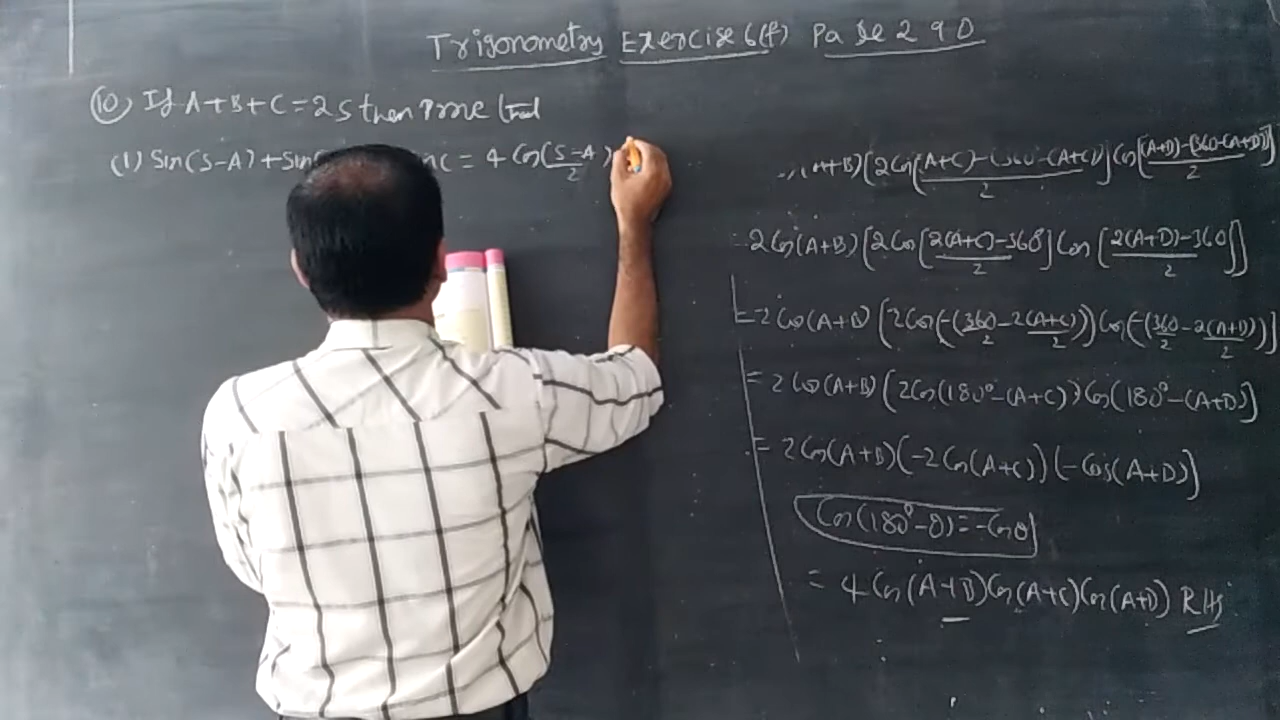 Trigonometry Exercise 6(f) Page 290
(10) If A+B+C=2S then Prove that
(1) Sin(S-A)+Sin C = 4 Cos(S-A/2)
A+B)[2Cos[(A+C)-(360-(A+C))/2]Cos[(A+D)-(360-(A+D))/2]
= 2Cos(A+B)[2Cos[2(A+C)-360°/2]Cos[2(A+D)-360/2]]
= 2Cos(A+B)[2Cos(-(360/2-2(A+C)/2))Cos(-(360/2-2(A+D)/2))]
= 2Cos(A+B)[2Cos(180°-(A+C))Cos(180°-(A+D)]
= 2Cos(A+B)(-2Cos(A+C))(-Cos(A+D)]
Cos(180°-θ)=-Cosθ
= 4Cos(A+B)Cos(A+C)Cos(A+D) RHS